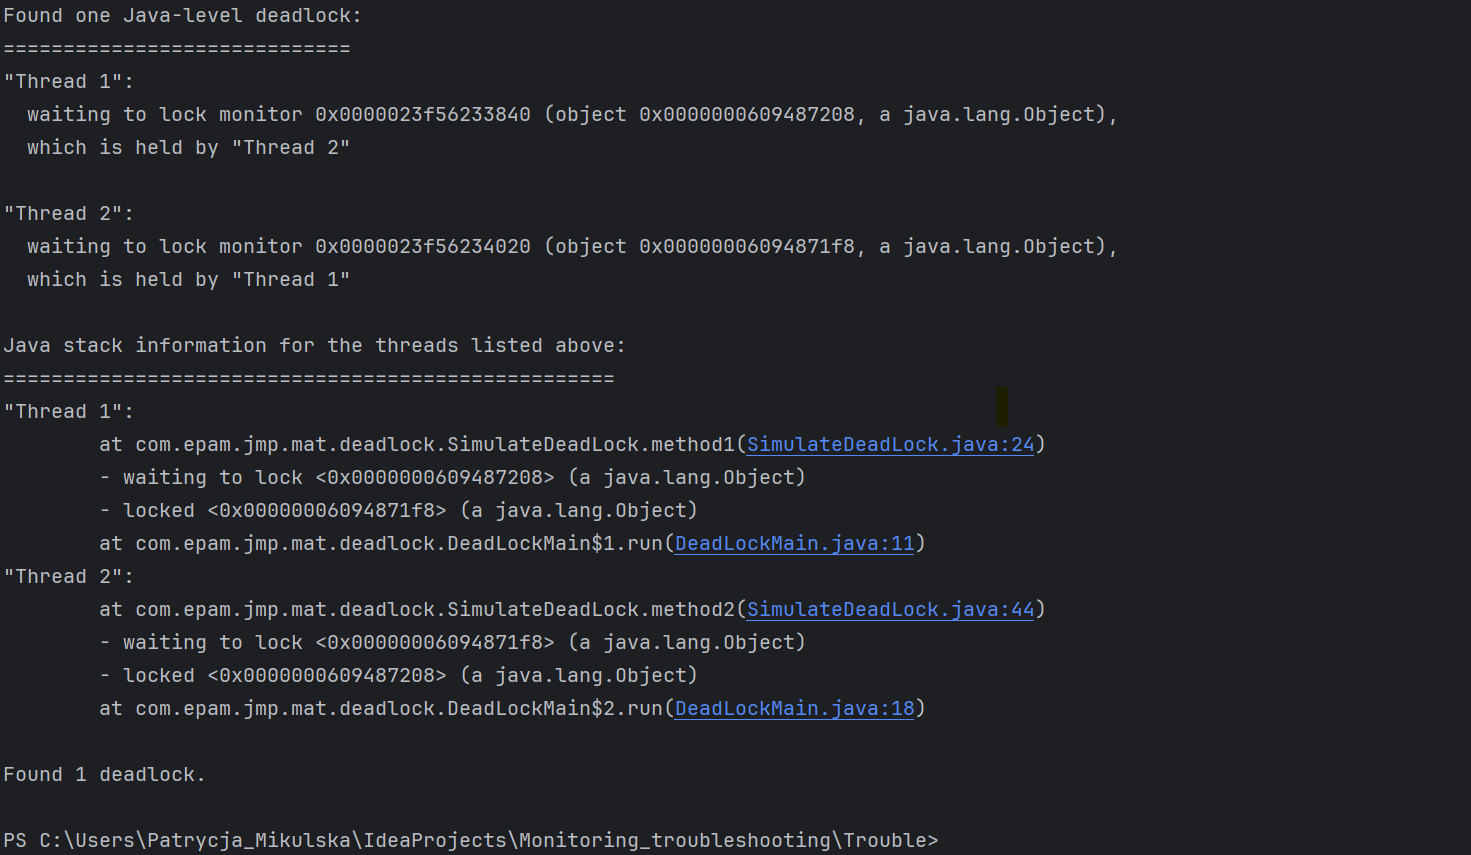 Found one Java-level deadlock:
=============================
"Thread 1":
  waiting to lock monitor 0x0000023f56233840 (object 0x0000000609487208, a java.lang.Object),
  which is held by "Thread 2"

"Thread 2":
  waiting to lock monitor 0x0000023f56234020 (object 0x00000006094871f8, a java.lang.Object),
  which is held by "Thread 1"

Java stack information for the threads listed above:
===================================================
"Thread 1":
        at com.epam.jmp.mat.deadlock.SimulateDeadLock.method1(SimulateDeadLock.java:24)
        - waiting to lock <0x0000000609487208> (a java.lang.Object)
        - locked <0x00000006094871f8> (a java.lang.Object)
        at com.epam.jmp.mat.deadlock.DeadLockMain$1.run(DeadLockMain.java:11)
"Thread 2":
        at com.epam.jmp.mat.deadlock.SimulateDeadLock.method2(SimulateDeadLock.java:44)
        - waiting to lock <0x00000006094871f8> (a java.lang.Object)
        - locked <0x0000000609487208> (a java.lang.Object)
        at com.epam.jmp.mat.deadlock.DeadLockMain$2.run(DeadLockMain.java:18)

Found 1 deadlock.

PS C:\Users\Patrycja_Mikulska\IdeaProjects\Monitoring_troubleshooting\Trouble>